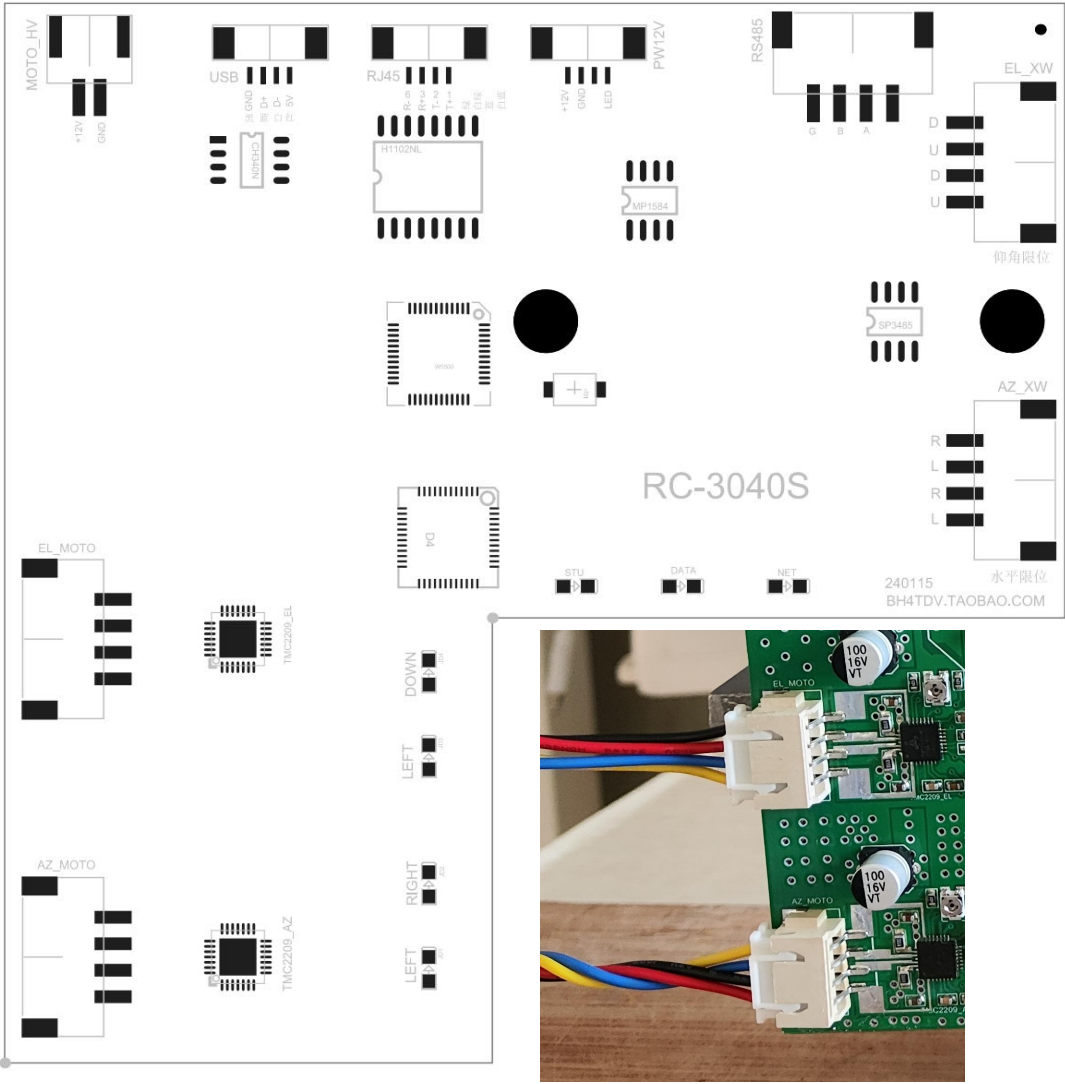 MOTO_HV
+12V
GND
USB
GND
D+
D-
5V
RJ45
R- 6
R+ 3
T- 2
T+ 1
PW12V
+12V
GND
LED
RS485
G
B
A
EL_XW
D
U
D
U
仰角限位
CH340N
H1102NL
MP1584
SP3485
AZ_XW
R
L
R
L
水平限位
RC-3040S
D4
STU
DATA
NET
240115
BH4TDV.TAOBAO.COM
EL_MOTO
TMC2209_EL
DOWN
LEFT
AZ_MOTO
TMC2209_AZ
RIGHT
LEFT
100
16V
VT
EL_MOTO
TMC2209_EL
100
16V
VT
AZ_MOTO